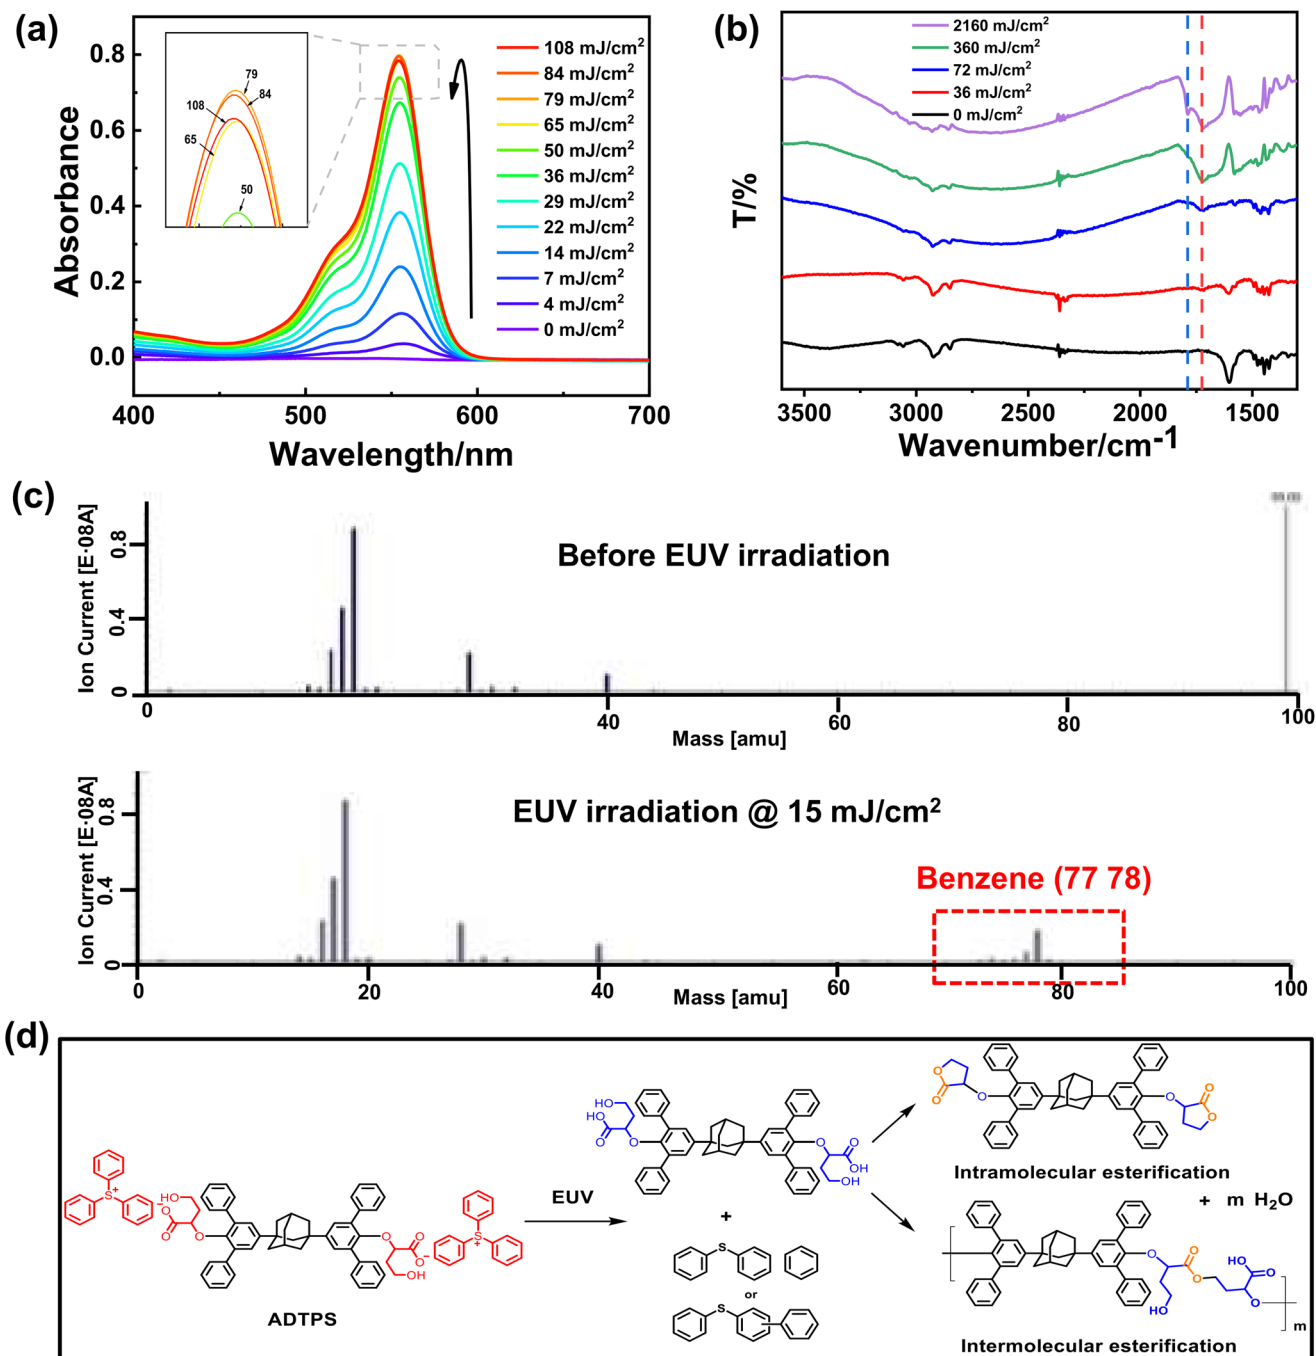 (a)
Absorbance
0.8
0.6
0.4
0.2
0.0
400
500
600
700
Wavelength/nm
79
84
108
65
50
108 mJ/cm²
84 mJ/cm²
79 mJ/cm²
65 mJ/cm²
50 mJ/cm²
36 mJ/cm²
29 mJ/cm²
22 mJ/cm²
14 mJ/cm²
7 mJ/cm²
4 mJ/cm²
0 mJ/cm²
(b)
T/%
2160 mJ/cm²
360 mJ/cm²
72 mJ/cm²
36 mJ/cm²
0 mJ/cm²
3500
3000
2500
2000
1500
Wavenumber/cm-1
(c)
Ion Current [E-08A]
0.8
0.4
0
Before EUV irradiation
0
40
60
80
100
Mass [amu]
Ion Current [E-08A]
0.8
0.4
0
EUV irradiation @ 15 mJ/cm²
Benzene (77 78)
0
20
40
60
80
100
Mass [amu]
(d)
S+
HO
-O
O
O
O
O
O-
OH
S+
ADTPS
EUV
HO
HO
O
O
O
O
OH
HO
+
S
or
S
O
O
O
O
O
O
Intramolecular esterification
+ m H₂O
O
O
O
HO
HO
O
O
m
Intermolecular esterification